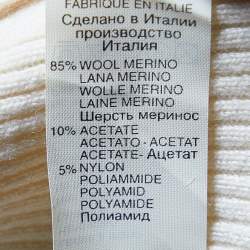 FABRIQUÉ EN ITALIE
Сделано в Италии
производство
Италия
85% WOOL MERINO
LANA MERINO
WOLLE MERINO
LAINE MERINO
Шерсть меринос
10% ACETATE
ACETATO - ACETAT
ACETATE- Ацетат
5% NYLON
POLIAMMIDE
POLYAMID
POLYAMIDE
Полиамид